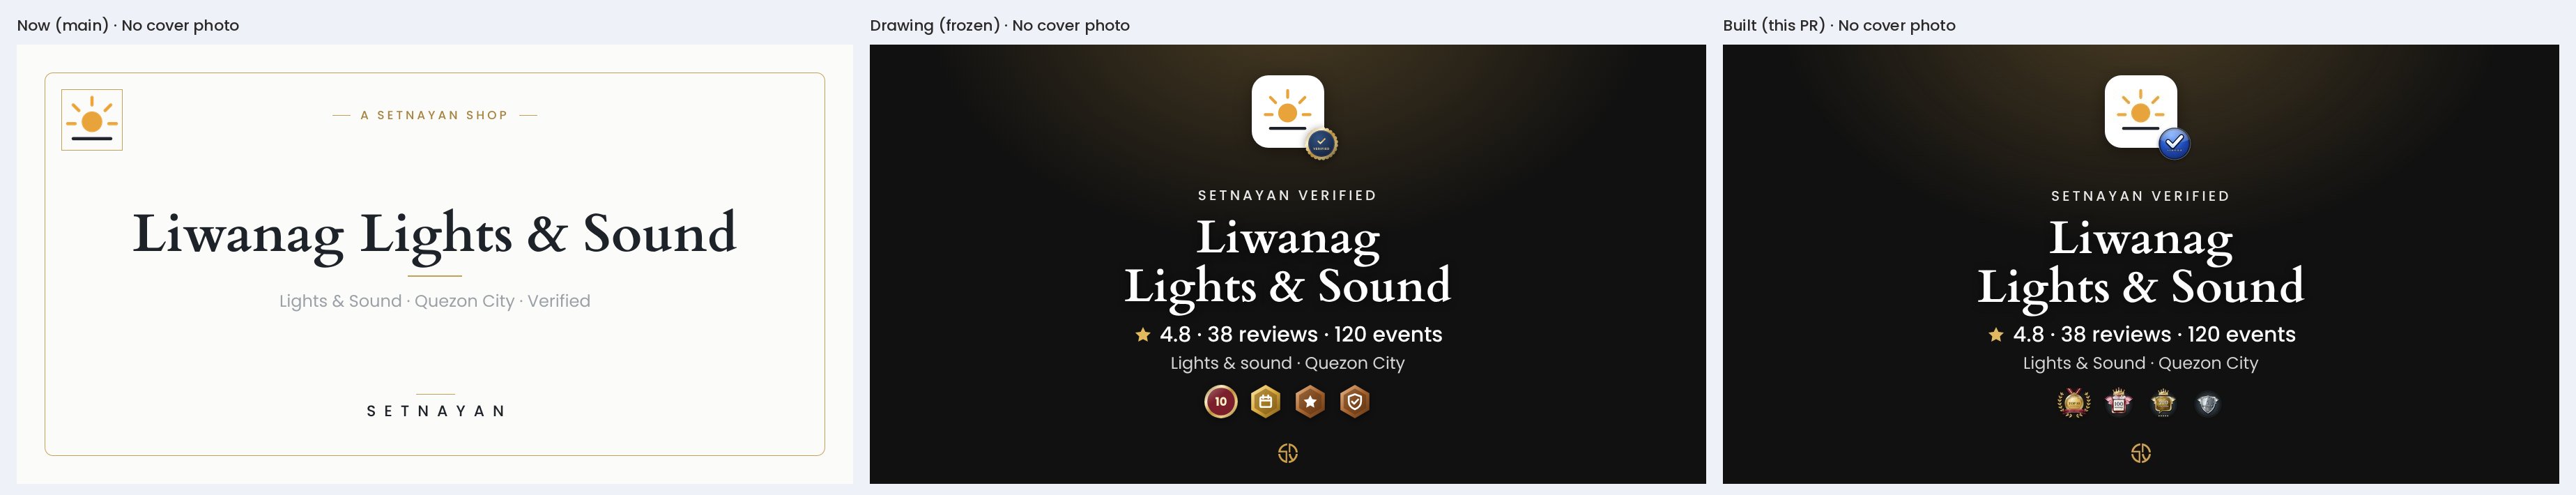 Now (main) · No cover photo
A SETNAYAN SHOP
Liwanag Lights & Sound
Lights & Sound · Quezon City · Verified
SETNAYAN
Drawing (frozen) · No cover photo
SETNAYAN VERIFIED
Liwanag
Lights & Sound
4.8 · 38 reviews · 120 events
Lights & sound · Quezon City
10
Built (this PR) · No cover photo
SETNAYAN VERIFIED
Liwanag
Lights & Sound
4.8 · 38 reviews · 120 events
Lights & Sound · Quezon City